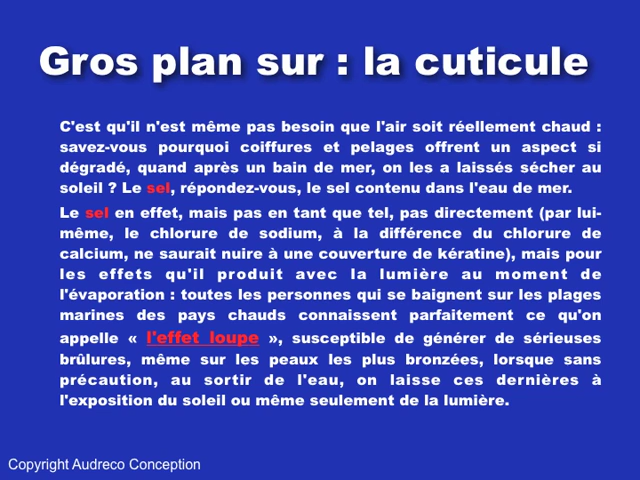 Gros plan sur : la cuticule
C'est qu'il n'est même pas besoin que l'air soit réellement chaud :
savez-vous pourquoi coiffures et pelages offrent un aspect si
dégradé, quand après un bain de mer, on les a laissés sécher au
soleil ? Le sel, répondez-vous, le sel contenu dans l'eau de mer.
Le sel en effet, mais pas en tant que tel, pas directement (par lui-
même, le chlorure de sodium, à la différence du chlorure de
calcium, ne saurait nuire à une couverture de kératine), mais pour
les effets qu'il produit avec la lumière au moment de
l'évaporation : toutes les personnes qui se baignent sur les plages
marines des pays chauds connaissent parfaitement ce qu'on
appelle « l'effet loupe », susceptible de générer de sérieuses
brûlures, même sur les peaux les plus bronzées, lorsque sans
précaution, au sortir de l'eau, on laisse ces dernières à
l'exposition du soleil ou même seulement de la lumière.
Copyright Audreco Conception